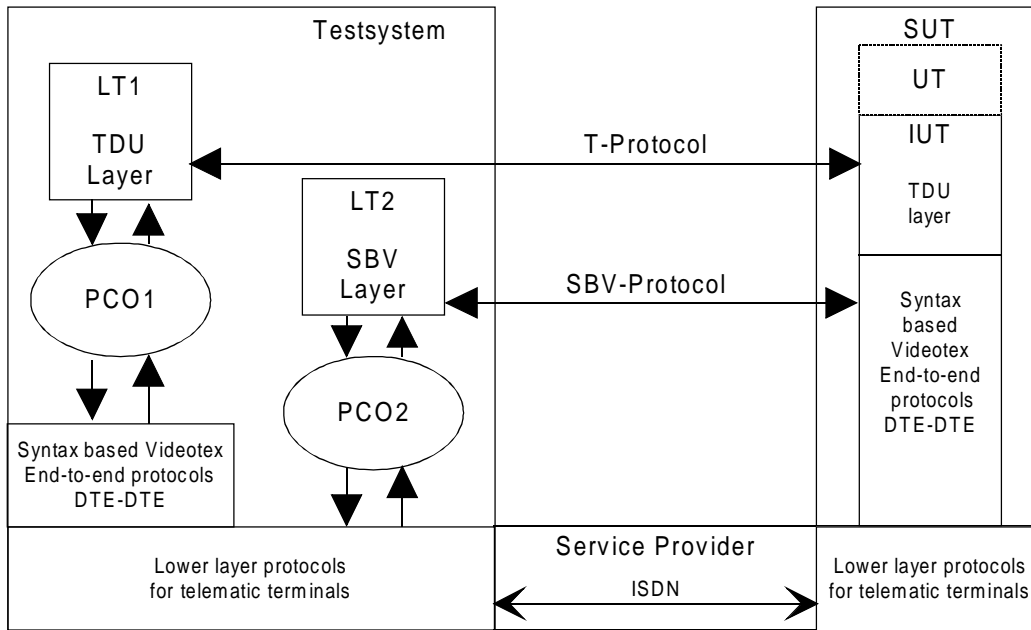 Testsystem
LT1
TDU
Layer
PCO1
Syntax based Videotex
End-to-end protocols
DTE-DTE
LT2
SBV
Layer
PCO2
Lower layer protocols
for telematic terminals
T-Protocol
SBV-Protocol
Service Provider
ISDN
SUT
UT
IUT
TDU
layer
Syntax
based
Videotex
End-to-end
protocols
DTE-DTE
Lower layer protocols
for telematic terminals